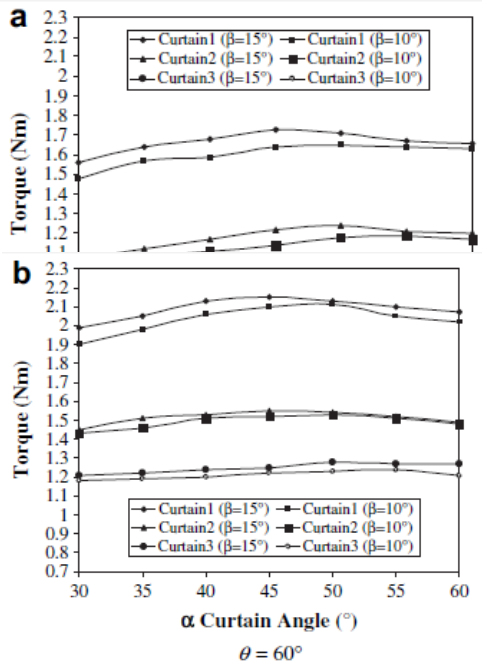 a
2.3
2.2
2.1
2
1.9
1.8
1.7
1.6
1.5
1.4
1.3
1.2
1.1
Torque (Nm)
Curtain1 (β=15°) Curtain1 (β=10°)
Curtain2 (β=15°) Curtain2 (β=10°)
Curtain3 (β=15°) Curtain3 (β=10°)
b
2.3
2.2
2.1
2
1.9
1.8
1.7
1.6
1.5
1.4
1.3
1.2
1.1
1
0.9
0.8
0.7
Torque (Nm)
Curtain1 (β=15°) Curtain1 (β=10°)
Curtain2 (β=15°) Curtain2 (β=10°)
Curtain3 (β=15°) Curtain3 (β=10°)
30 35 40 45 50 55 60
α Curtain Angle (°)
θ = 60°